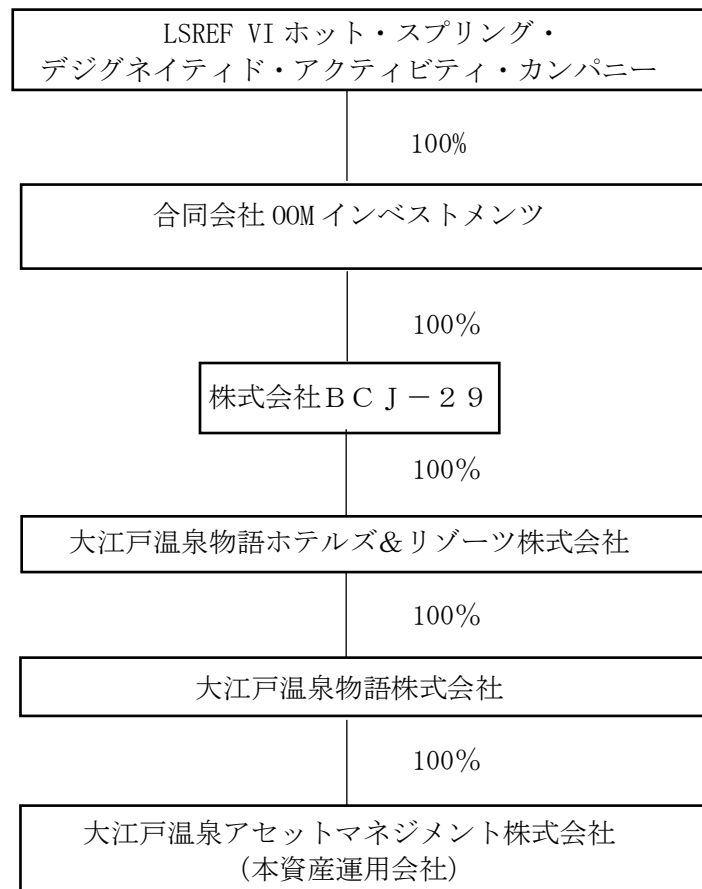 LSREF VI ホット・スプリング・
デジグネイティド・アクティビティ・カンパニー
100%
合同会社 OOM インベストメンツ
100%
株式会社ＢＣＪ－２９
100%
大江戸温泉物語ホテルズ&リゾーツ株式会社
100%
大江戸温泉物語株式会社
100%
大江戸温泉アセットマネジメント株式会社
(本資産運用会社)